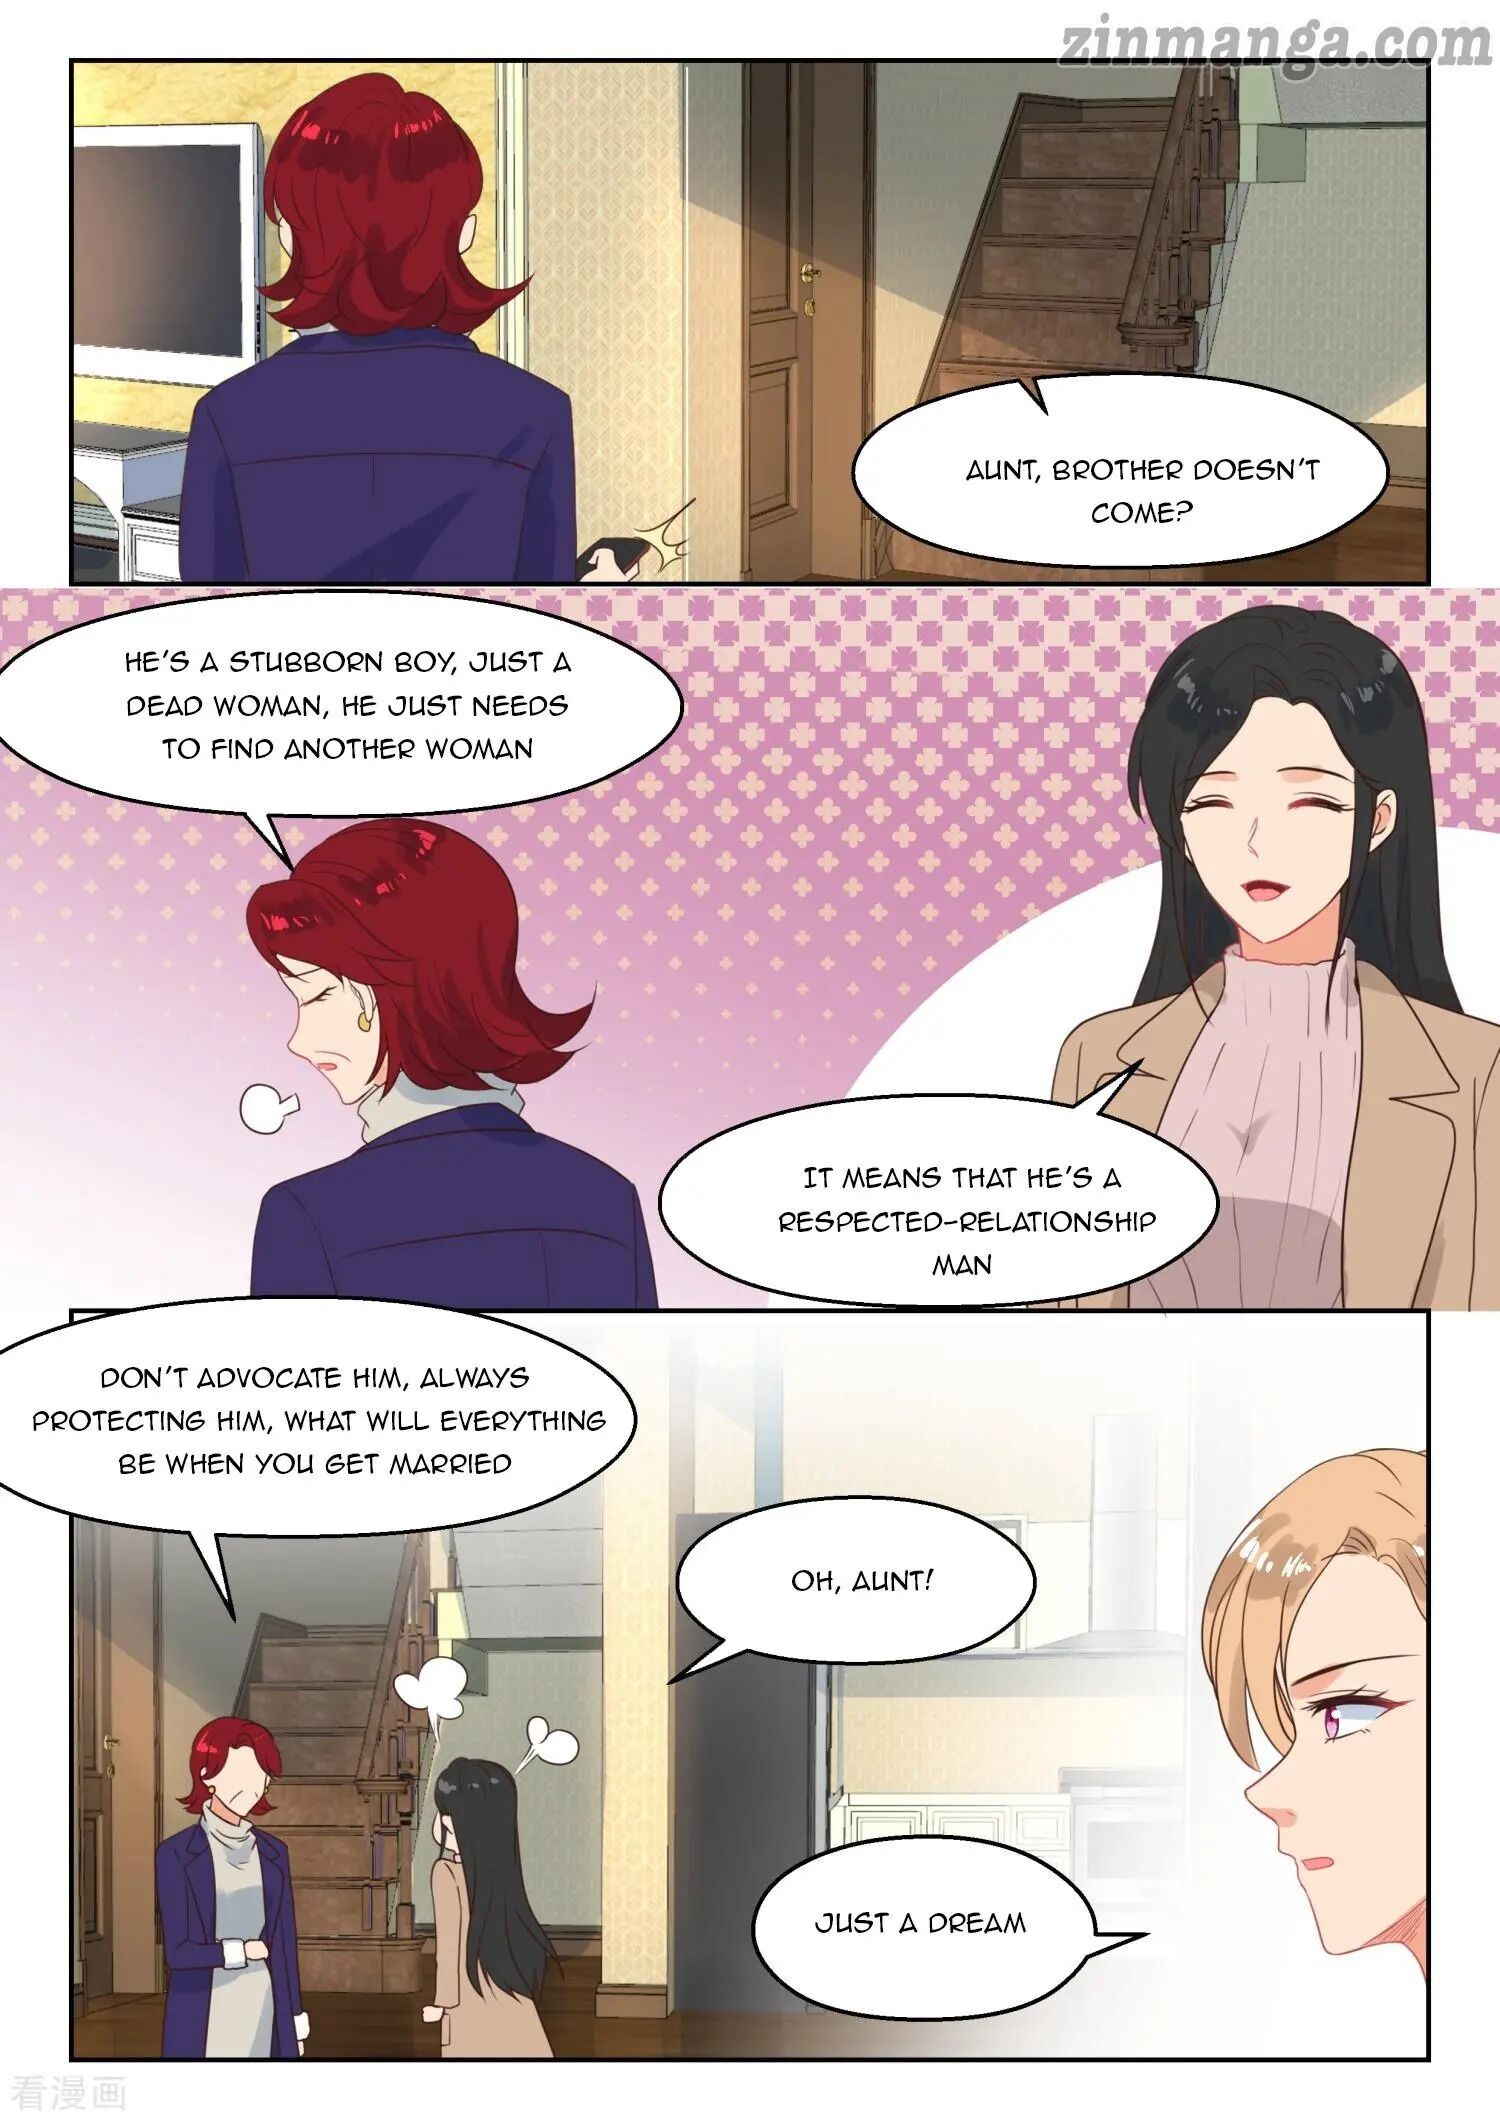 zinmanga.com
AUNT, BROTHER DOESN'T
COME?
HE'S A STUBBORN BOY, JUST A
DEAD WOMAN, HE JUST NEEDS
TO FIND ANOTHER WOMAN
IT MEANS THAT HE'S A
RESPECTED-RELATIONSHIP
MAN
DON'T ADVOCATE HIM, ALWAYS
PROTECTING HIM, WHAT WILL EVERYTHING
BE WHEN YOU GET MARRIED
OH, AUNT!
JUST A DREAM
看漫画